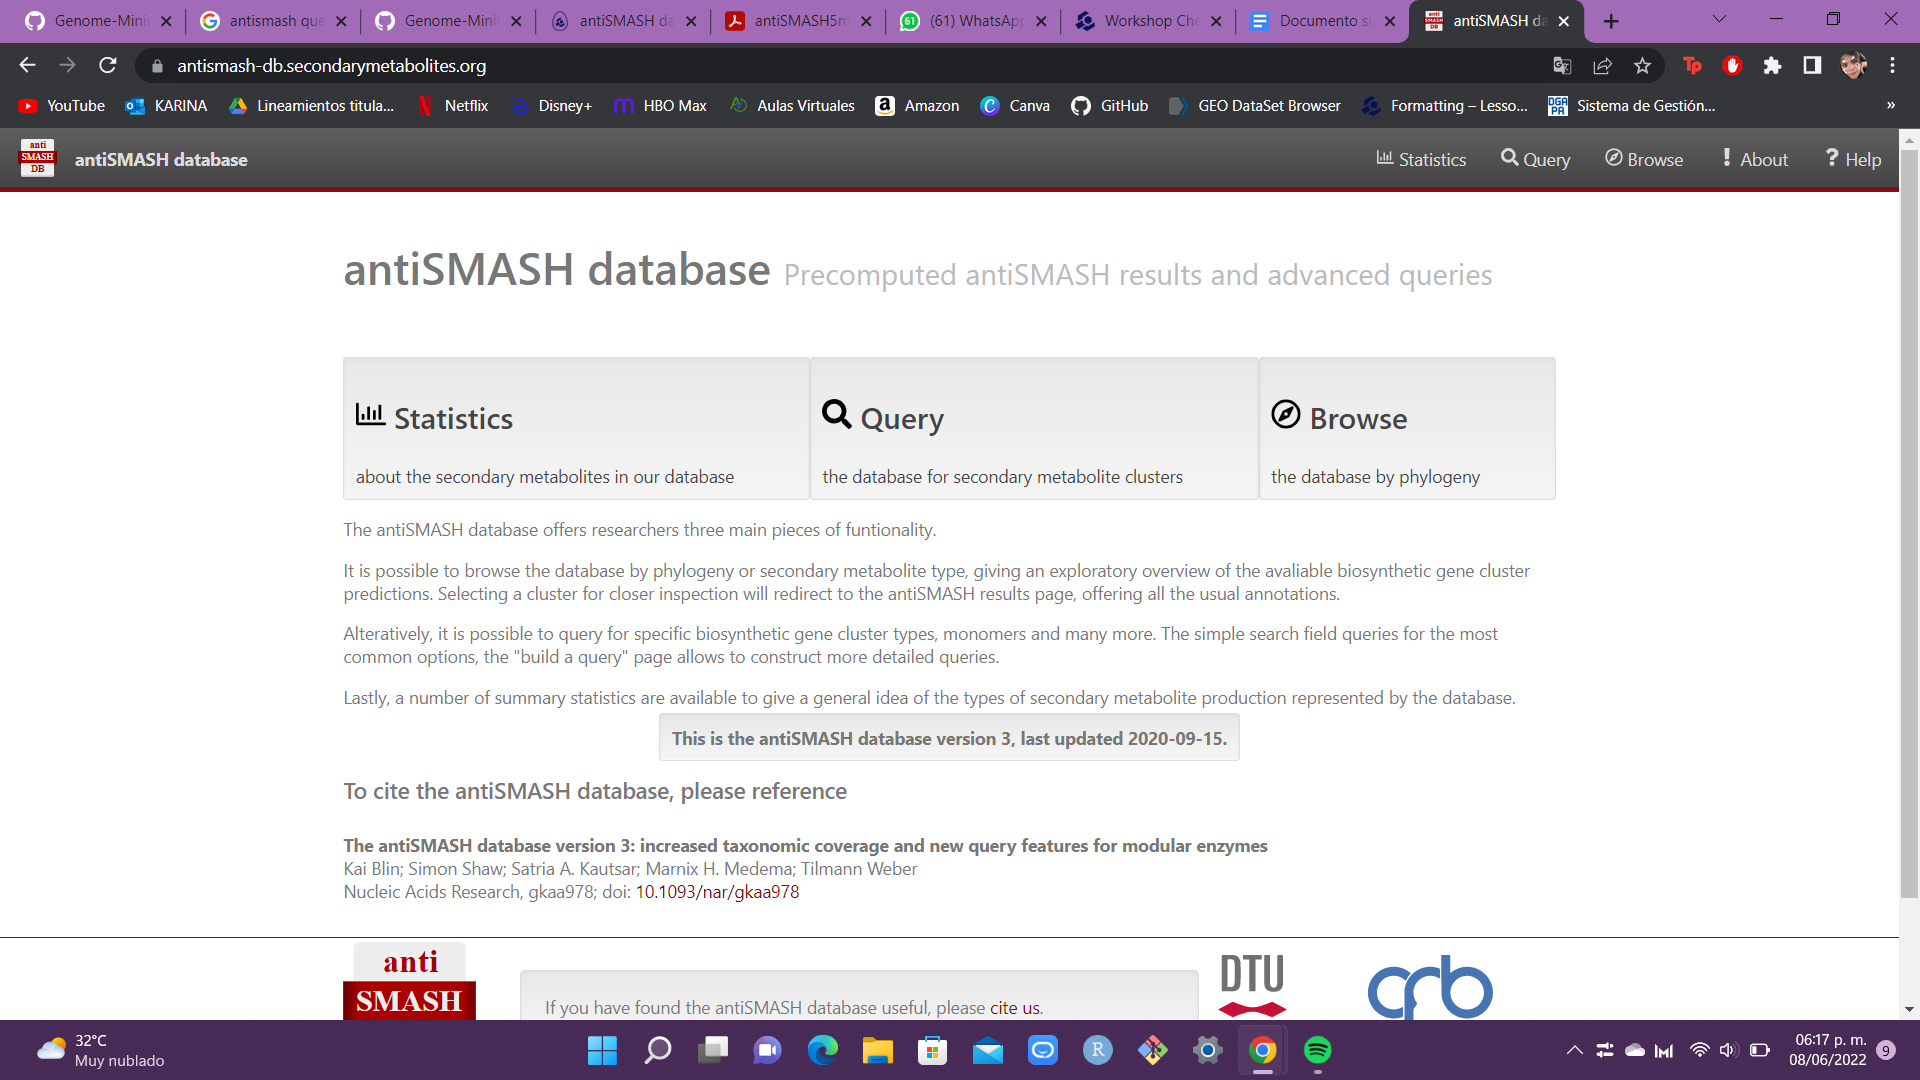 Genome-Mini
antismash que
Genome-Mini
antiSMASH da
antiSMASH5m
(61) WhatsApp
Workshop Che
Documento si
antiSMASH da
antismash-db.secondarymetabolites.org
YouTube
KARINA
Lineamientos titula...
Netflix
Disney+
HBO Max
Aulas Virtuales
Amazon
Canva
GitHub
GEO DataSet Browser
Formatting – Lesso...
Sistema de Gestión...
»
anti
SMASH
DB
antiSMASH database
Statistics
Query
Browse
About
Help
antiSMASH database Precomputed antiSMASH results and advanced queries
Statistics
about the secondary metabolites in our database
Query
the database for secondary metabolite clusters
Browse
the database by phylogeny
The antiSMASH database offers researchers three main pieces of funtionality.
It is possible to browse the database by phylogeny or secondary metabolite type, giving an exploratory overview of the avaliable biosynthetic gene cluster
predictions. Selecting a cluster for closer inspection will redirect to the antiSMASH results page, offering all the usual annotations.
Alteratively, it is possible to query for specific biosynthetic gene cluster types, monomers and many more. The simple search field queries for the most
common options, the "build a query" page allows to construct more detailed queries.
Lastly, a number of summary statistics are available to give a general idea of the types of secondary metabolite production represented by the database.
This is the antiSMASH database version 3, last updated 2020-09-15.
To cite the antiSMASH database, please reference
The antiSMASH database version 3: increased taxonomic coverage and new query features for modular enzymes
Kai Blin; Simon Shaw; Satria A. Kautsar; Marnix H. Medema; Tilmann Weber
Nucleic Acids Research, gkaa978; doi: 10.1093/nar/gkaa978
anti
SMASH
If you have found the antiSMASH database useful, please cite us.
DTU
crb
32°C
Muy nublado
06:17 p. m.
08/06/2022
9